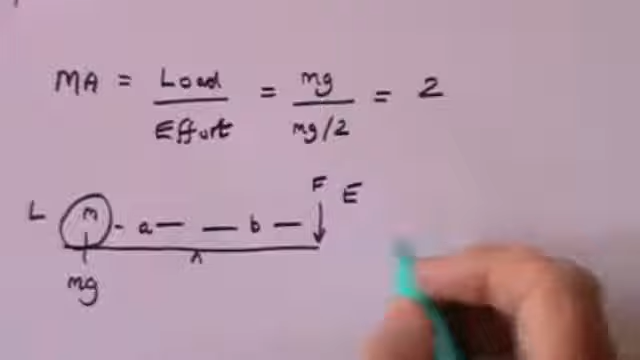 MA = Load / Effort = mg / mg/2 = 2
L m a b F E
mg